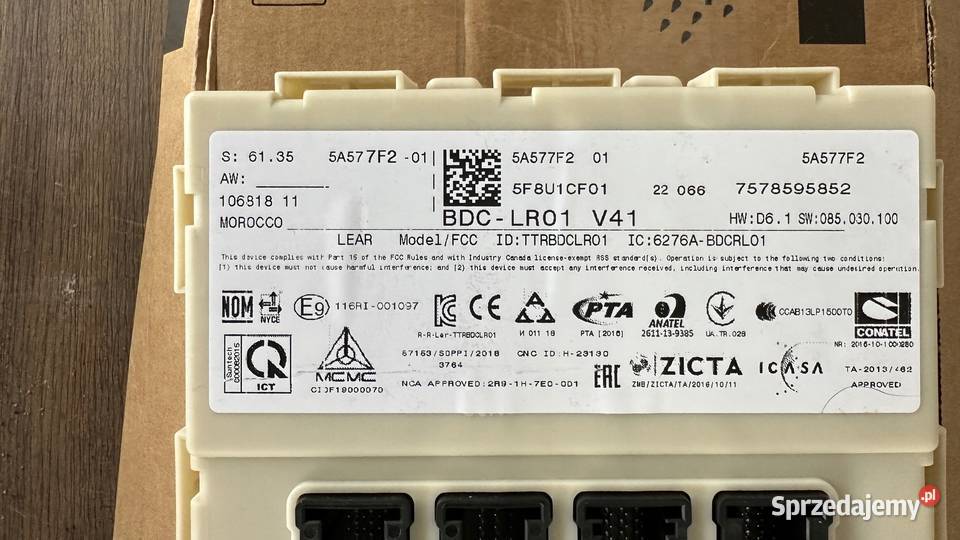 S: 61.35 5A577F2 -01 5A577F2 01 5A577F2
AW: 5F8U1CF01 22 066 7578595852
106818 11
MOROCCO BDC-LR01 V41 HW:D6.1 SW:085.030.100
LEAR Model/FCC ID:TTRBDCLR01 IC:6276A-BDCRL01
This device complies with Part 15 of the FCC Rules and with Industry Canada license-exempt RSS standard(s). Operation is subject to the following two conditions:
(1) this device must not cause harmful interference; and (2) this device must accept any interference received, including interference that may cause undesired operation.
NOM NYCE E9 116RI-001097 CE PTA ANATEL CCAB13LP1500T0 CONATEL
R-R-Ler-TTRBDCLR01 И 011 18 PTA (2016) 2611-13-9385 UA.TR.028
NR: 2016-10-100280
Suntech ICT MCMC 67153/SDPPI/2018 CNC ID:H-23130 EAC ZICTA ICASA TA-2013/462
3764
CIDF19000070 NCA APPROVED:2R9-1H-7E0-0D1 ZMB/ZICTA/TA/2016/10/11 APPROVED
Sprzedajemy.pl